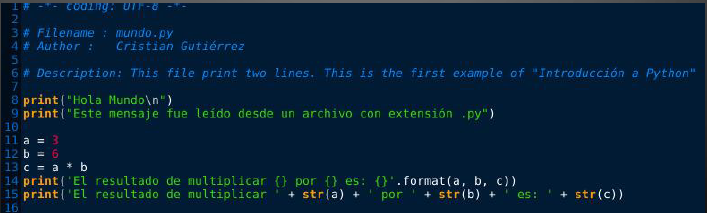 1 # -*- coding: UTF-8 -*-
2
3 # Filename : mundo.py
4 # Author :   Cristian Gutiérrez
5
6 # Description: This file print two lines. This is the first example of "Introducción a Python"
7
8 print("Hola Mundo\n")
9 print("Este mensaje fue leído desde un archivo con extensión .py")
10
11 a = 3
12 b = 6
13 c = a * b
14 print('El resultado de multiplicar {} por {} es: {}'.format(a, b, c))
15 print('El resultado de multiplicar ' + str(a) + ' por ' + str(b) + ' es: ' + str(c))
16